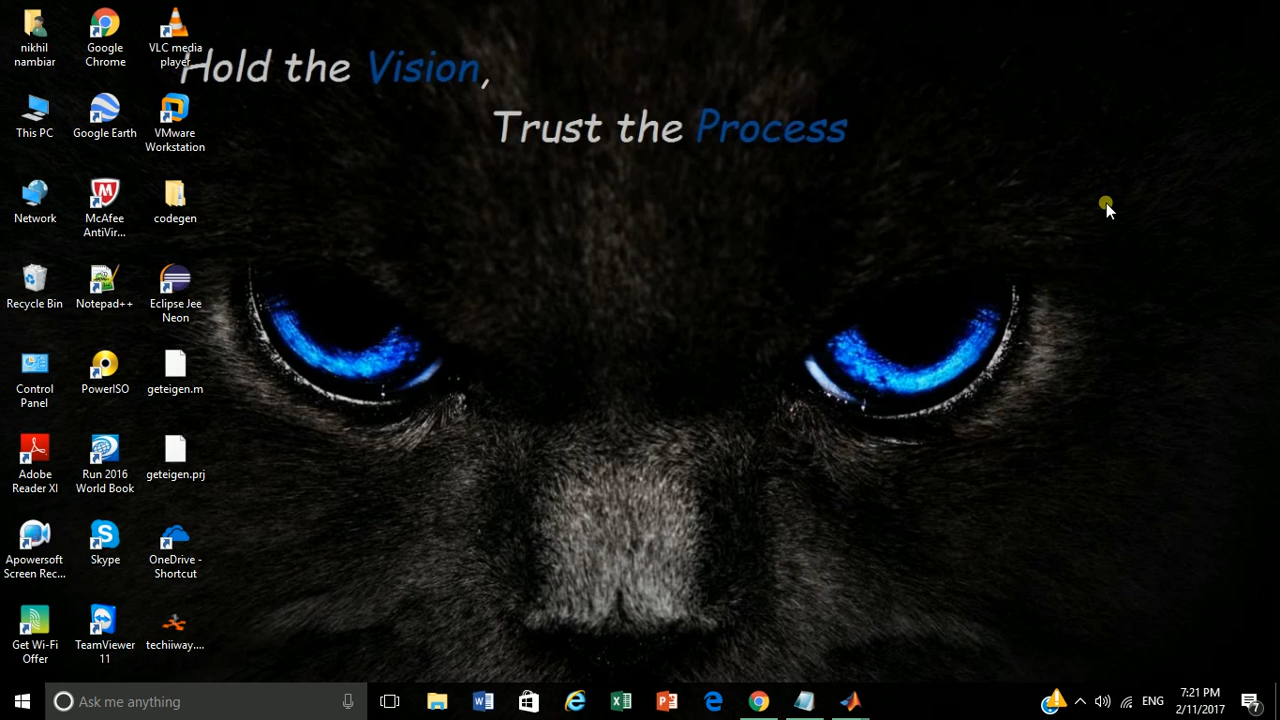 Hold the Vision,
Trust the Process
nikhil
nambiar
Google
Chrome
VLC media
player
This PC
Google Earth
VMware
Workstation
Network
McAfee
AntiVir...
codegen
Recycle Bin
Notepad++
Eclipse Jee
Neon
Control
Panel
PowerISO
geteigen.m
Adobe
Reader XI
Run 2016
World Book
geteigen.prj
Apowersoft
Screen Rec...
Skype
OneDrive -
Shortcut
Get Wi-Fi
Offer
TeamViewer
11
techiiway....
Ask me anything
ENG
7:21 PM
2/11/2017
7